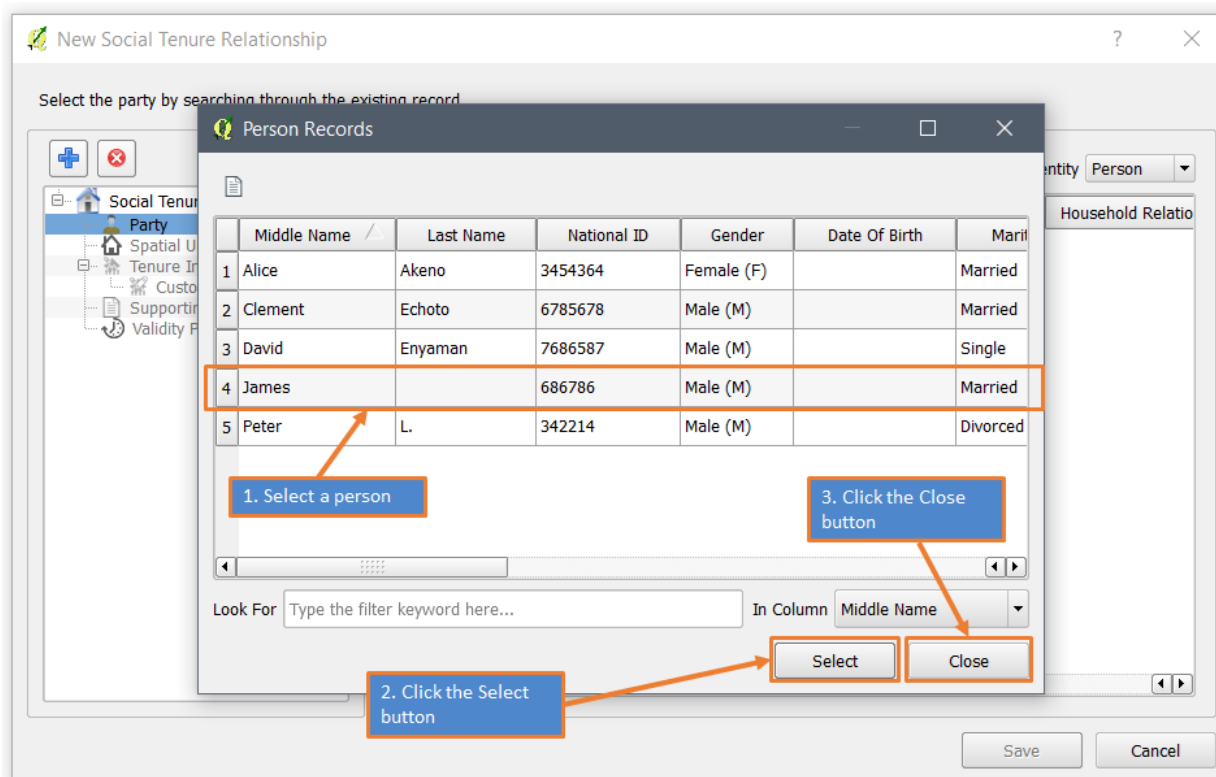 New Social Tenure Relationship
Select the party by searching through the existing record
Person Records
entity Person
Social Tenur
Party
Spatial U
Tenure In
Custo
Supportin
Validity P
Household Relatio
Middle Name Last Name National ID Gender Date Of Birth Marit
1 Alice Akeno 3454364 Female (F) Married
2 Clement Echoto 6785678 Male (M) Married
3 David Enyaman 7686587 Male (M) Single
4 James 686786 Male (M) Married
5 Peter L. 342214 Male (M) Divorced
1. Select a person
3. Click the Close
button
Look For Type the filter keyword here... In Column Middle Name
Select Close
2. Click the Select
button
Save Cancel